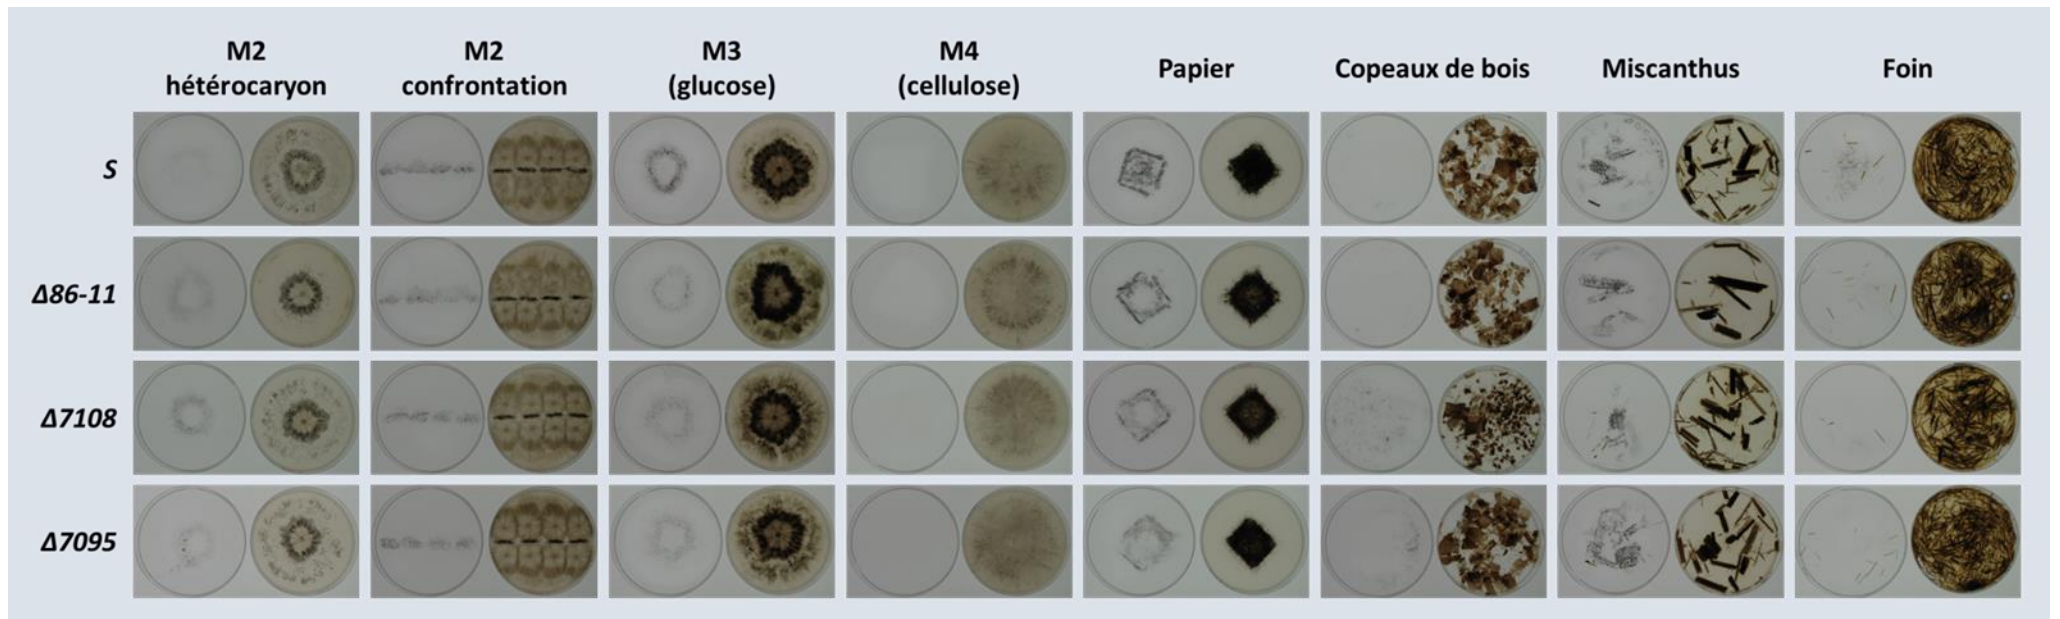 M2
hétérocaryon
M2
confrontation
M3
(glucose)
M4
(cellulose)
Papier
Copeaux de bois
Miscanthus
Foin
S
Δ86-11
Δ7108
Δ7095